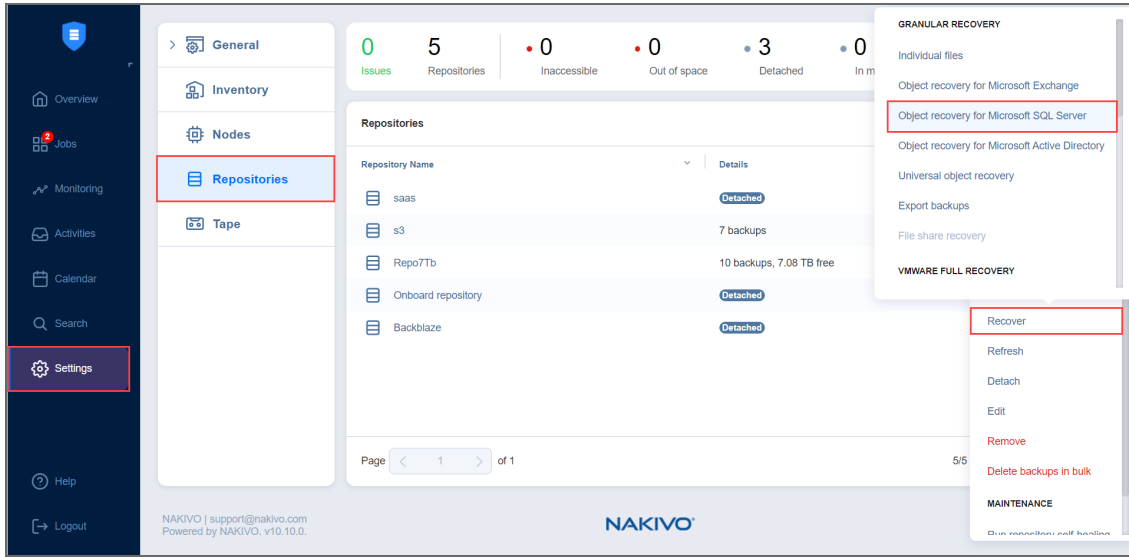 Overview
2
Jobs
Monitoring
Activities
Calendar
Search
Settings
Help
Logout
General
Inventory
Nodes
Repositories
Tape
0
Issues
5
Repositories
0
Inaccessible
0
Out of space
3
Detached
0
In m
Repositories
Repository Name
Details
saas
Detached
s3
7 backups
Repo7Tb
10 backups, 7.08 TB free
Onboard repository
Detached
Backblaze
Detached
Page
1
of 1
5/5
GRANULAR RECOVERY
Individual files
Object recovery for Microsoft Exchange
Object recovery for Microsoft SQL Server
Object recovery for Microsoft Active Directory
Universal object recovery
Export backups
File share recovery
VMWARE FULL RECOVERY
Recover
Refresh
Detach
Edit
Remove
Delete backups in bulk
MAINTENANCE
Run repository self-healing
NAKIVO | support@nakivo.com
Powered by NAKIVO. v10.10.0.
NAKIVO